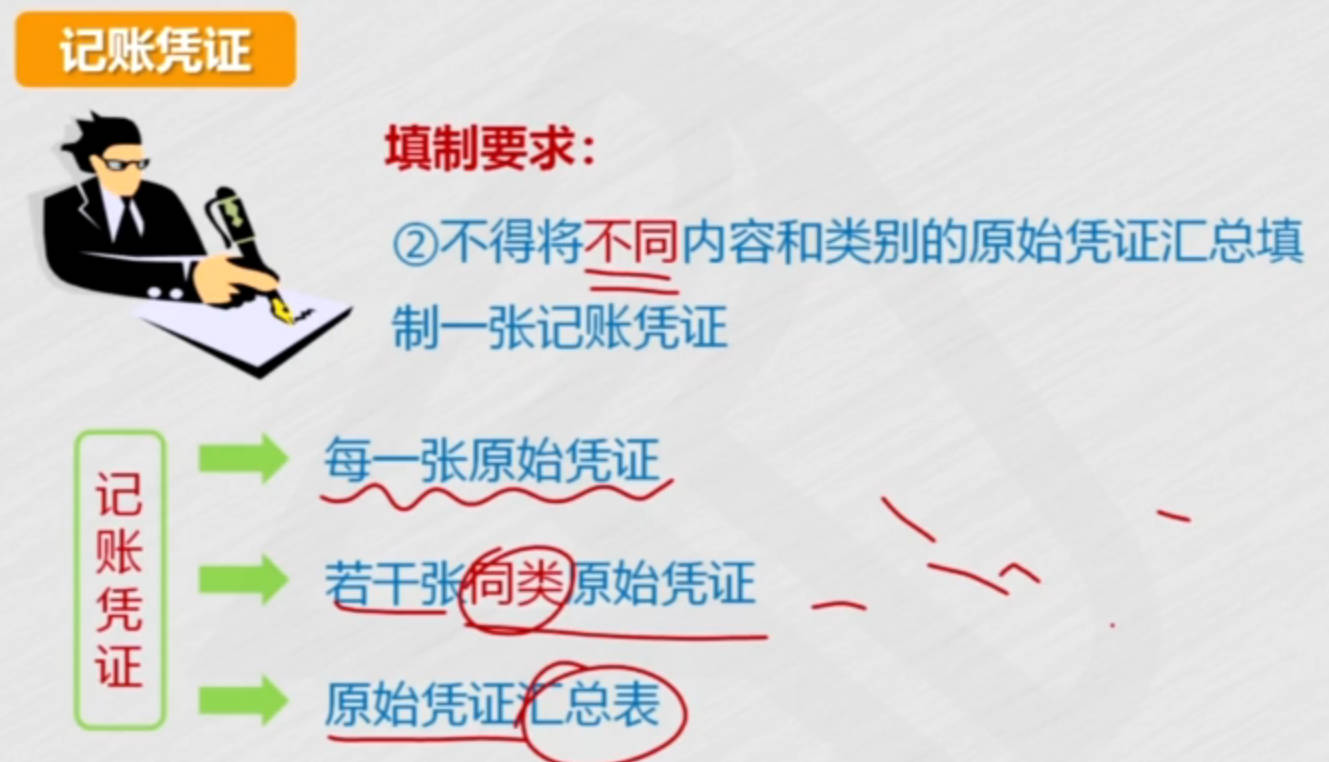 记账凭证
填制要求：
②不得将不同内容和类别的原始凭证汇总填
制一张记账凭证
记账凭证
每一张原始凭证
若干张同类原始凭证
原始凭证汇总表